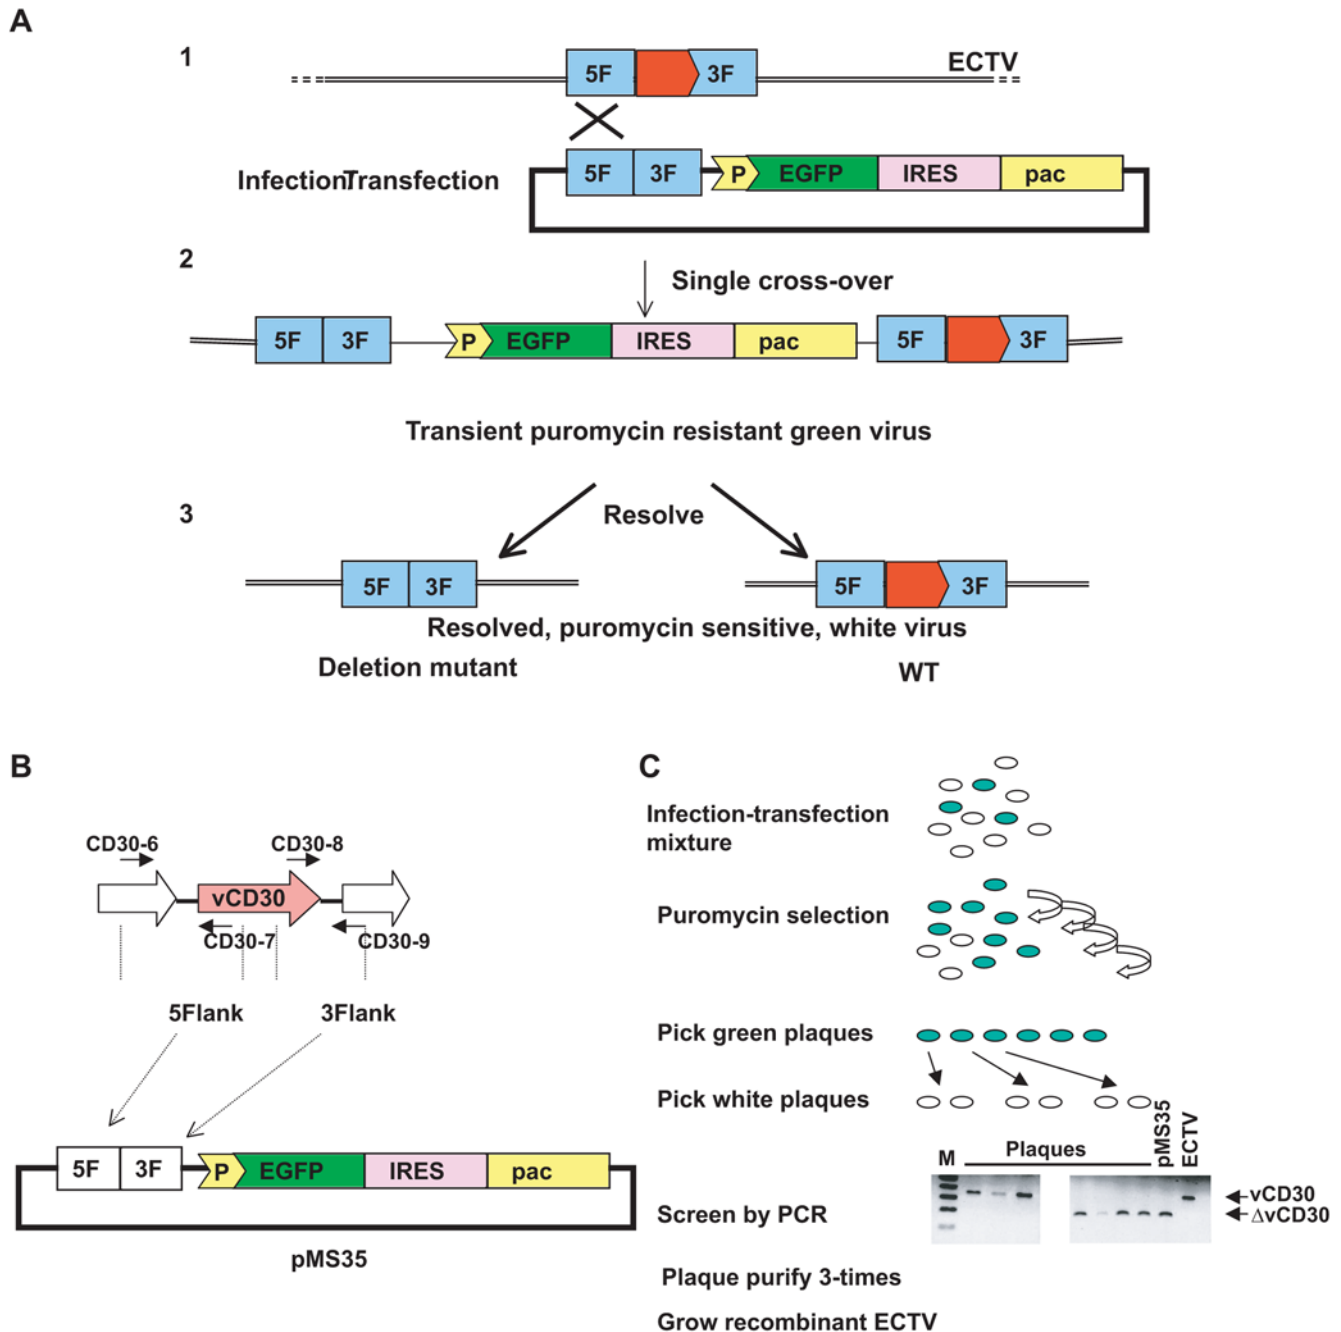 A
1
5F 3F ECTV
InfectionTransfection 5F 3F P EGFP IRES pac
2
Single cross-over
5F 3F P EGFP IRES pac 5F 3F
Transient puromycin resistant green virus
3
Resolve
5F 3F 5F 3F
Resolved, puromycin sensitive, white virus
Deletion mutant WT
B
CD30-6 CD30-8
vCD30
CD30-7 CD30-9
5Flank 3Flank
5F 3F P EGFP IRES pac
pMS35
C
Infection-transfection
mixture
Puromycin selection
Pick green plaques
Pick white plaques
M Plaques pMS35 ECTV
vCD30
Screen by PCR ΔvCD30
Plaque purify 3-times
Grow recombinant ECTV